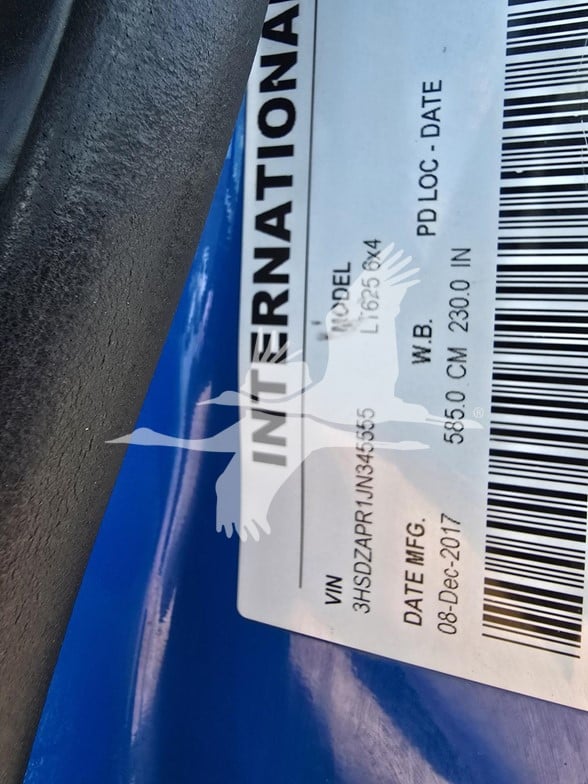 INTERNATIONA
VIN MODEL
3HSDZAPR1JN345555 LT625 6x4
DATE MFG. W.B. PD LOC - DATE
08-Dec-2017 585.0 CM 230.0 IN